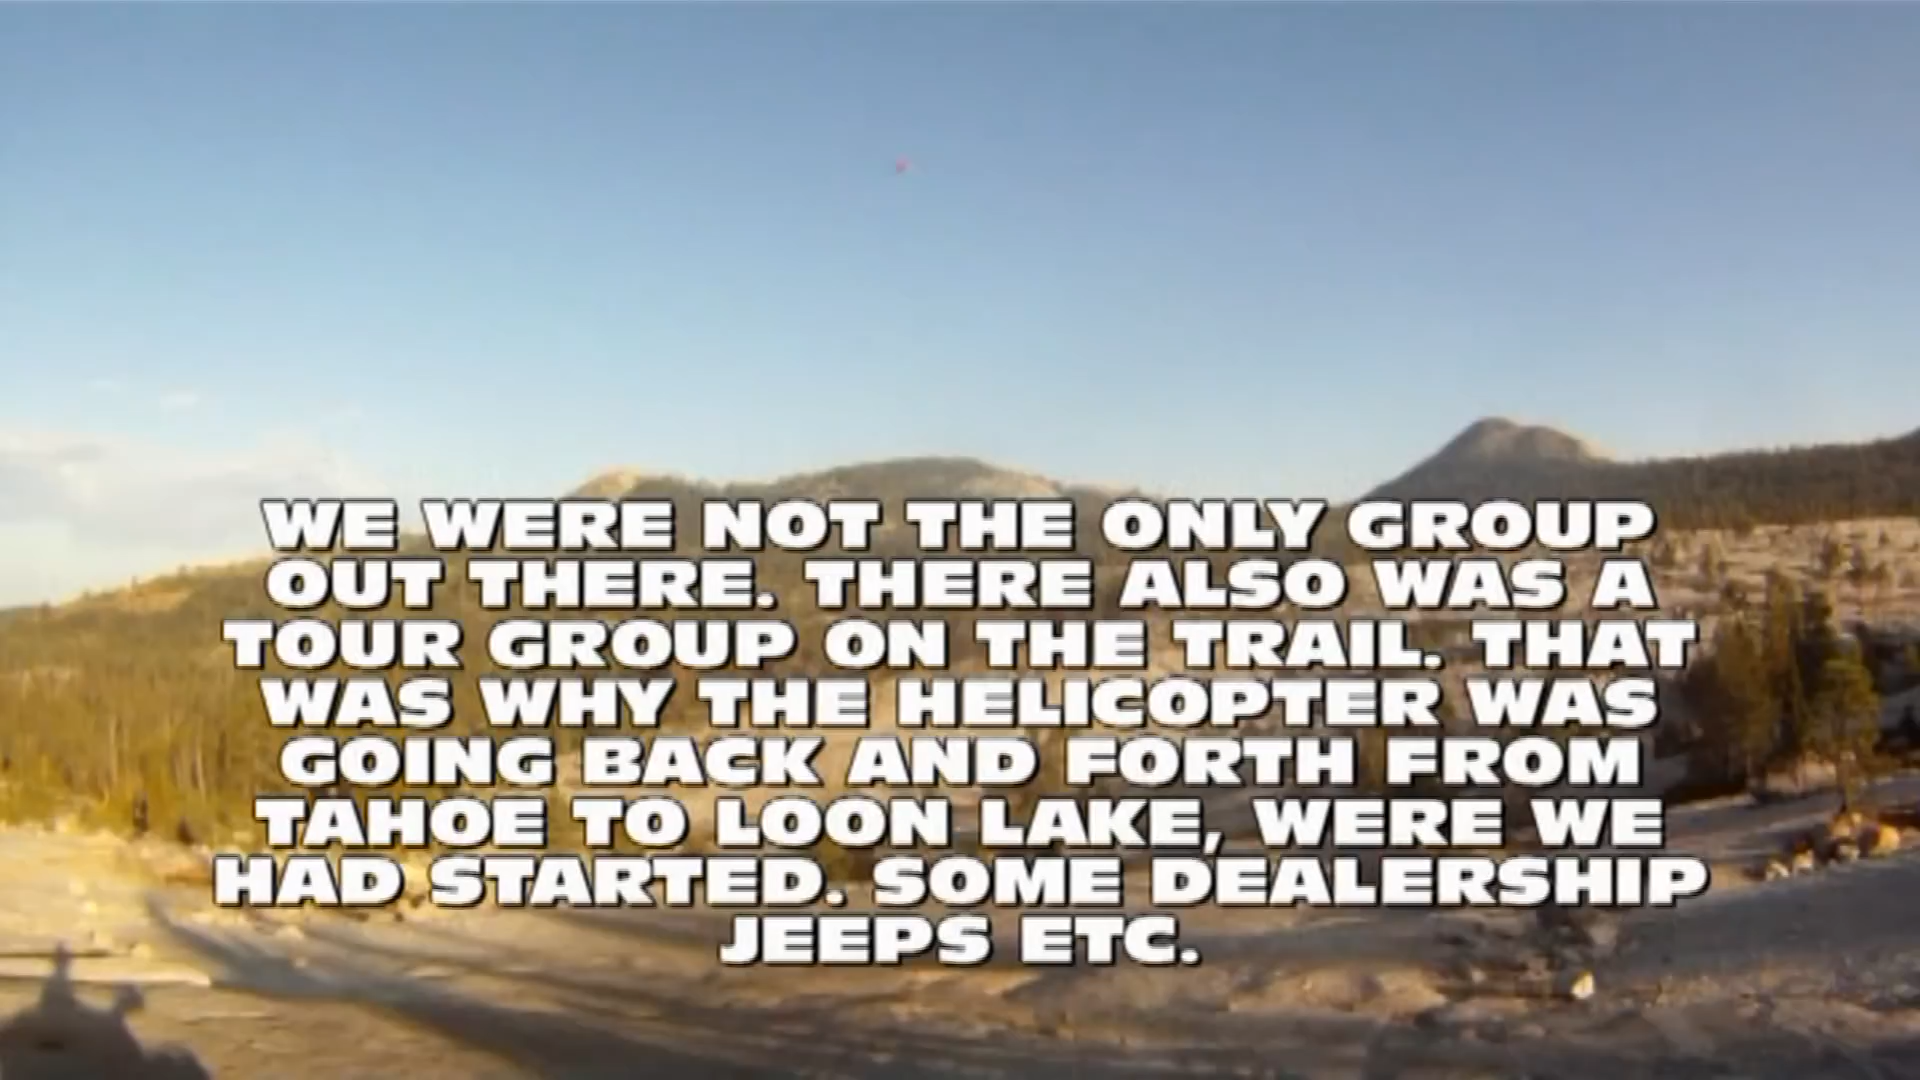 WE WERE NOT THE ONLY GROUP
OUT THERE. THERE ALSO WAS A
TOUR GROUP ON THE TRAIL. THAT
WAS WHY THE HELICOPTER WAS
GOING BACK AND FORTH FROM
TAHOE TO LOON LAKE, WERE WE
HAD STARTED. SOME DEALERSHIP
JEEPS ETC.